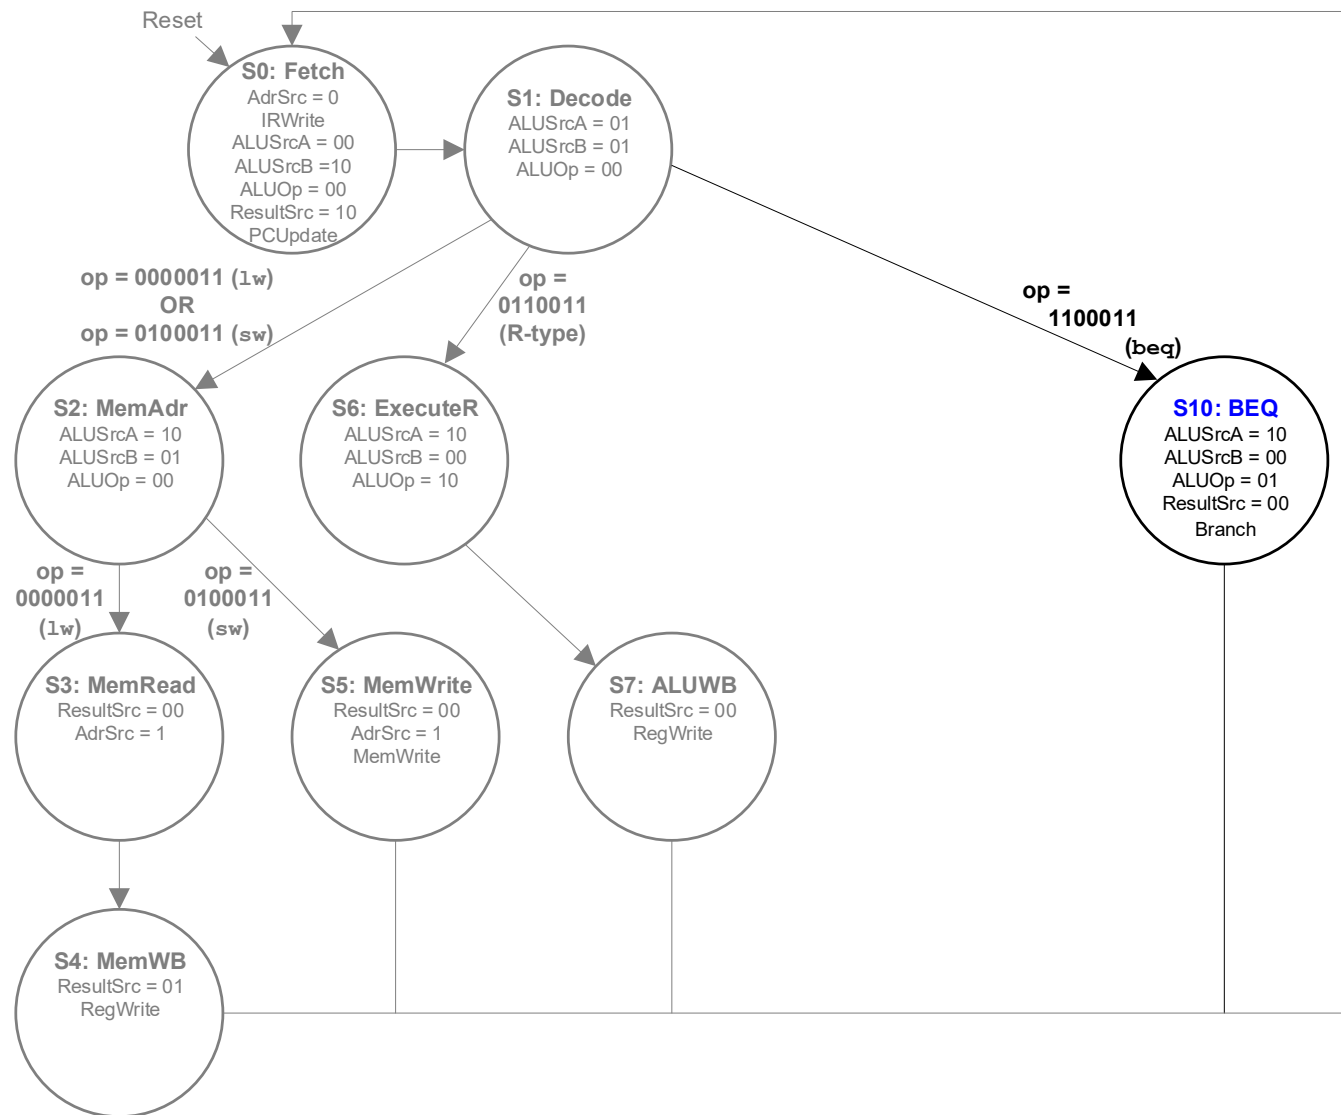 Reset
S0: Fetch
AdrSrc = 0
IRWrite
ALUSrcA = 00
ALUSrcB =10
ALUOp = 00
ResultSrc = 10
PCUpdate
S1: Decode
ALUSrcA = 01
ALUSrcB = 01
ALUOp = 00
op = 0000011 (lw)
OR
op = 0100011 (sw)
op =
0110011
(R-type)
op =
1100011
(beq)
S2: MemAdr
ALUSrcA = 10
ALUSrcB = 01
ALUOp = 00
S6: ExecuteR
ALUSrcA = 10
ALUSrcB = 00
ALUOp = 10
S10: BEQ
ALUSrcA = 10
ALUSrcB = 00
ALUOp = 01
ResultSrc = 00
Branch
op =
0000011
(lw)
op =
0100011
(sw)
S3: MemRead
ResultSrc = 00
AdrSrc = 1
S5: MemWrite
ResultSrc = 00
AdrSrc = 1
MemWrite
S7: ALUWB
ResultSrc = 00
RegWrite
S4: MemWB
ResultSrc = 01
RegWrite